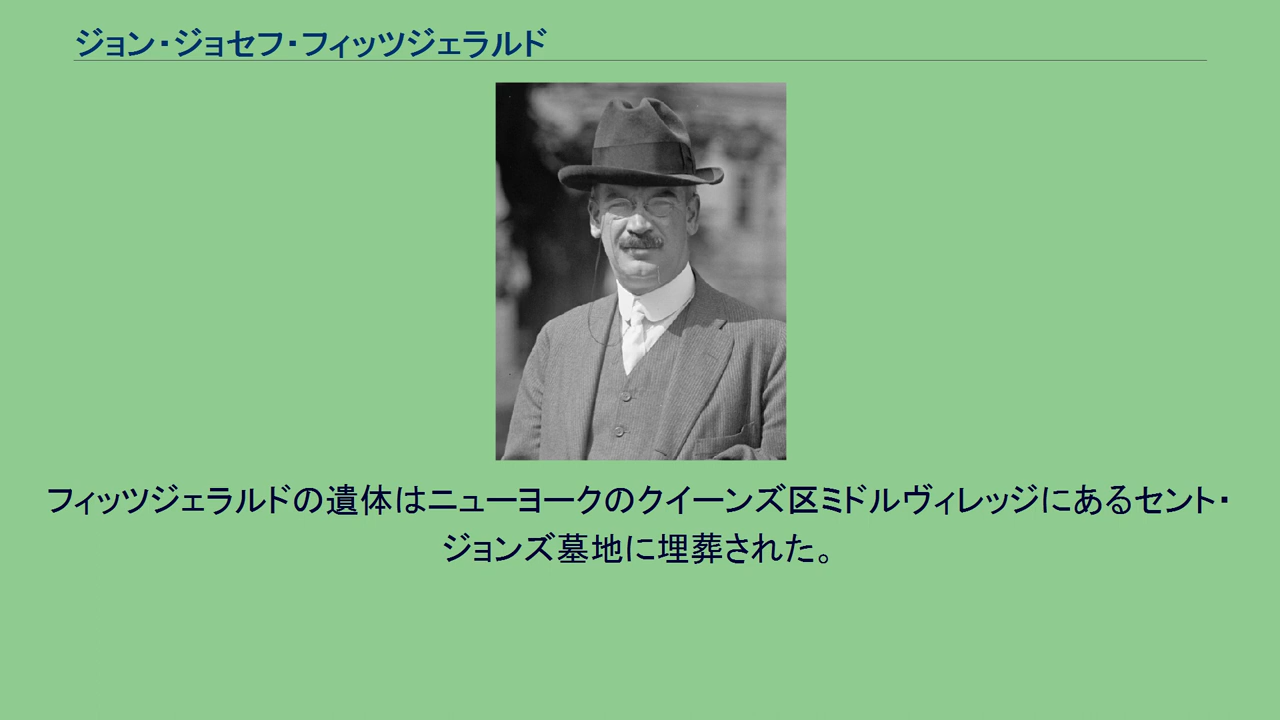 ジョン・ジョセフ・フィッツジェラルド
フィッツジェラルドの遺体はニューヨークのクイーンズ区ミドルヴィレッジにあるセント・
ジョンズ墓地に埋葬された。